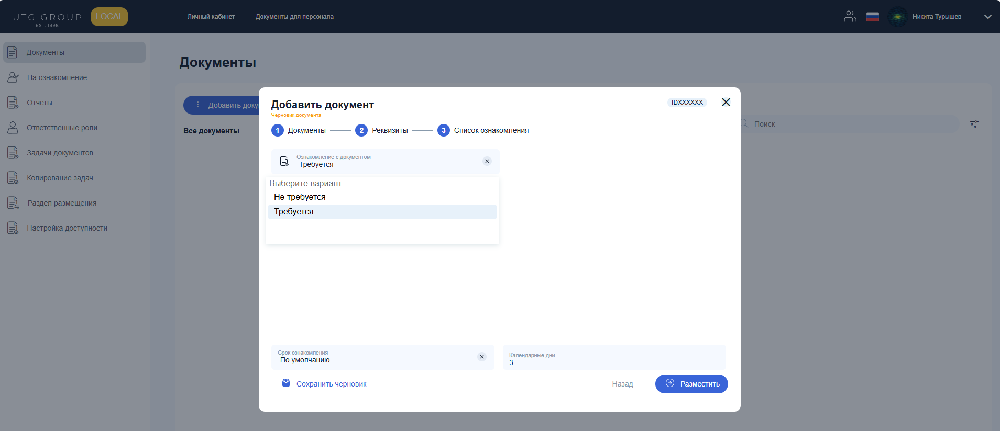 UTG GROUP
EST. 1998
LOCAL
Личный кабинет
Документы для персонала
Никита Турышев
Документы
На ознакомление
Отчеты
Ответственные роли
Задачи документов
Копирование задач
Раздел размещения
Настройка доступности
Документы
Добавить доку
Все документы
Поиск
Добавить документ
IDXXXXXX
Черновик документа
1 Документы
2 Реквизиты
3 Список ознакомления
Ознакомление с документом
Требуется
Выберите вариант
Не требуется
Требуется
Срок ознакомления
По умолчанию
Календарные дни
3
Сохранить черновик
Назад
Разместить